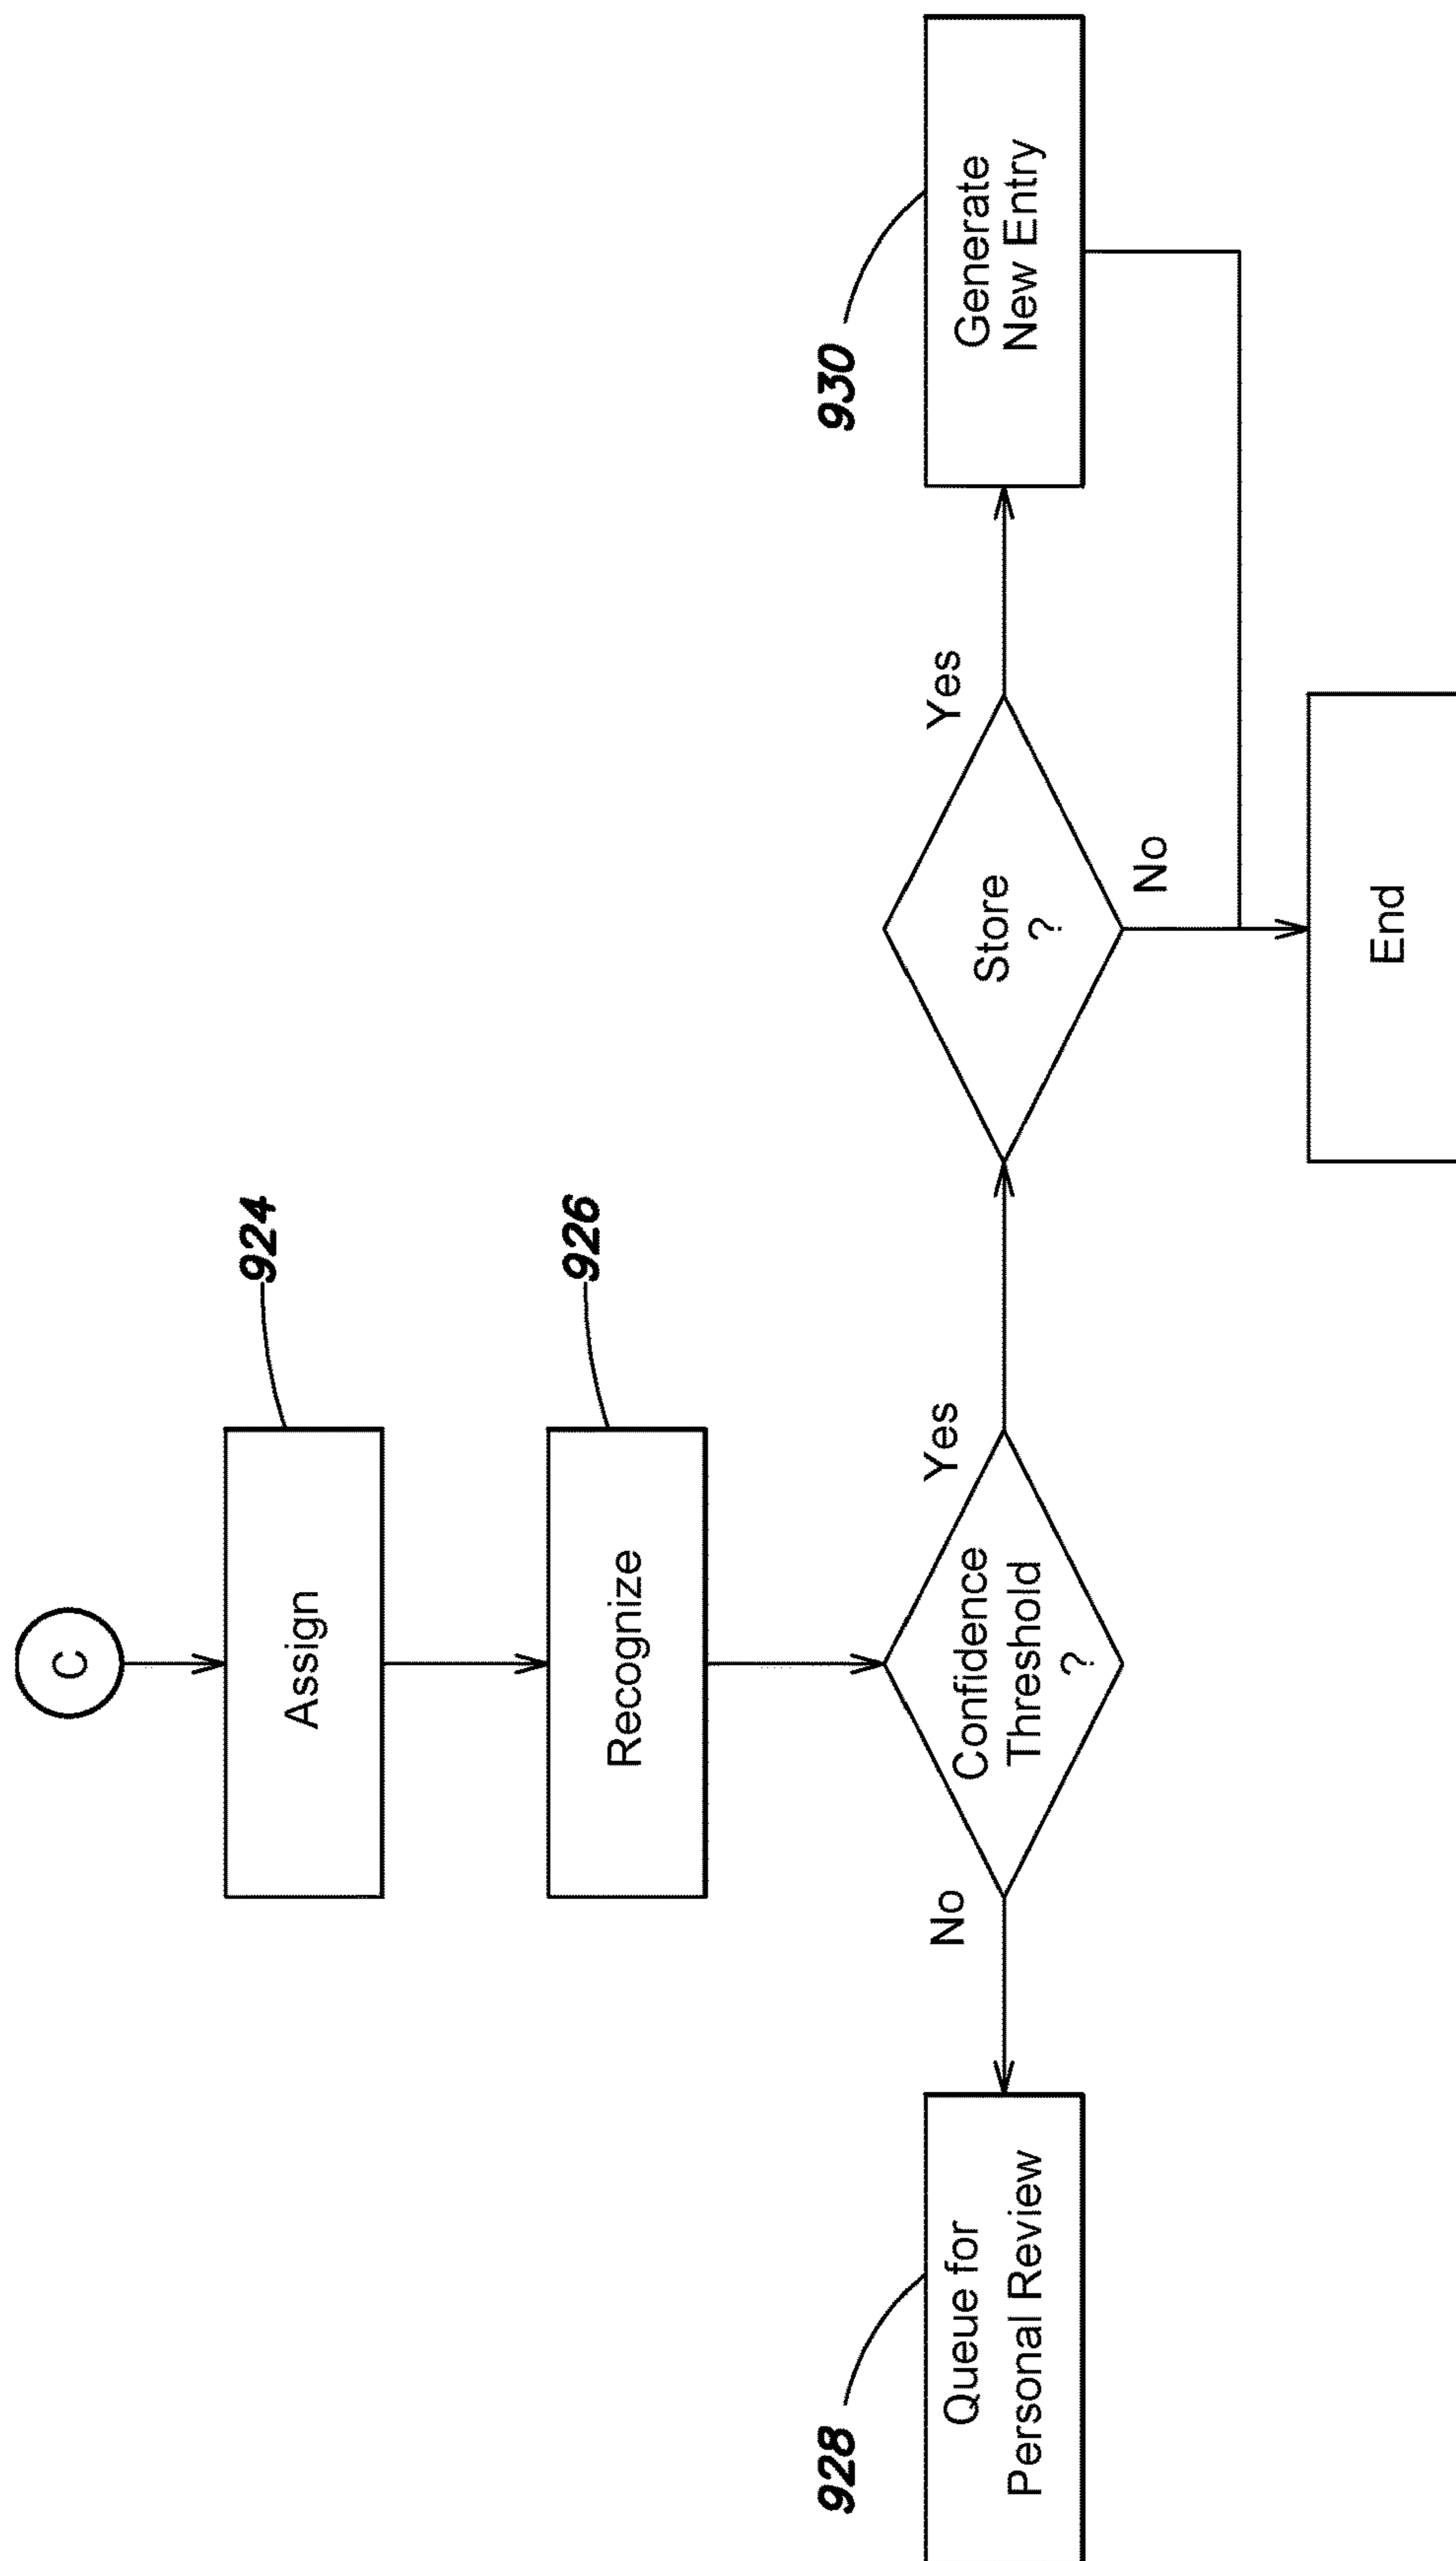 C
Assign
924
Recognize
926
Confidence
Threshold
?
No
Yes
Queue for
Personal Review
928
Store
?
Yes
No
Generate
New Entry
930
End